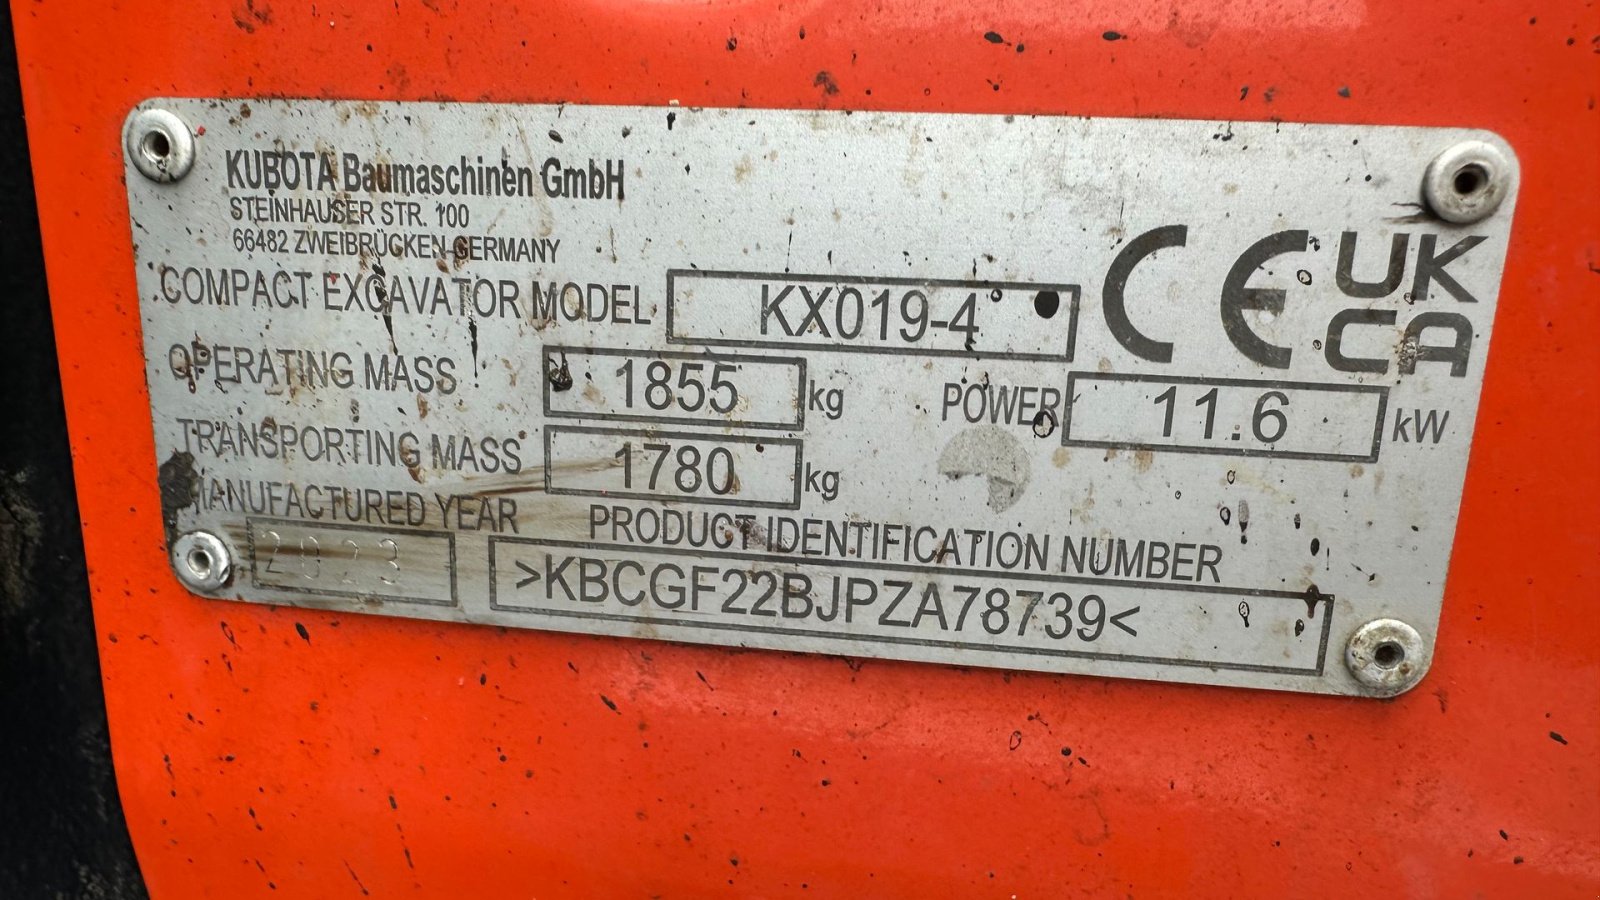 KUBOTA Baumaschinen GmbH
STEINHAUSER STR. 100
66482 ZWEIBRÜCKEN-GERMANY
COMPACT EXCAVATOR MODEL KX019-4
CE UK CA
OPERATING MASS 1855 kg
POWER 11.6 kW
TRANSPORTING MASS 1780 kg
MANUFACTURED YEAR 2023
PRODUCT IDENTIFICATION NUMBER
>KBCGF22BJPZA78739<